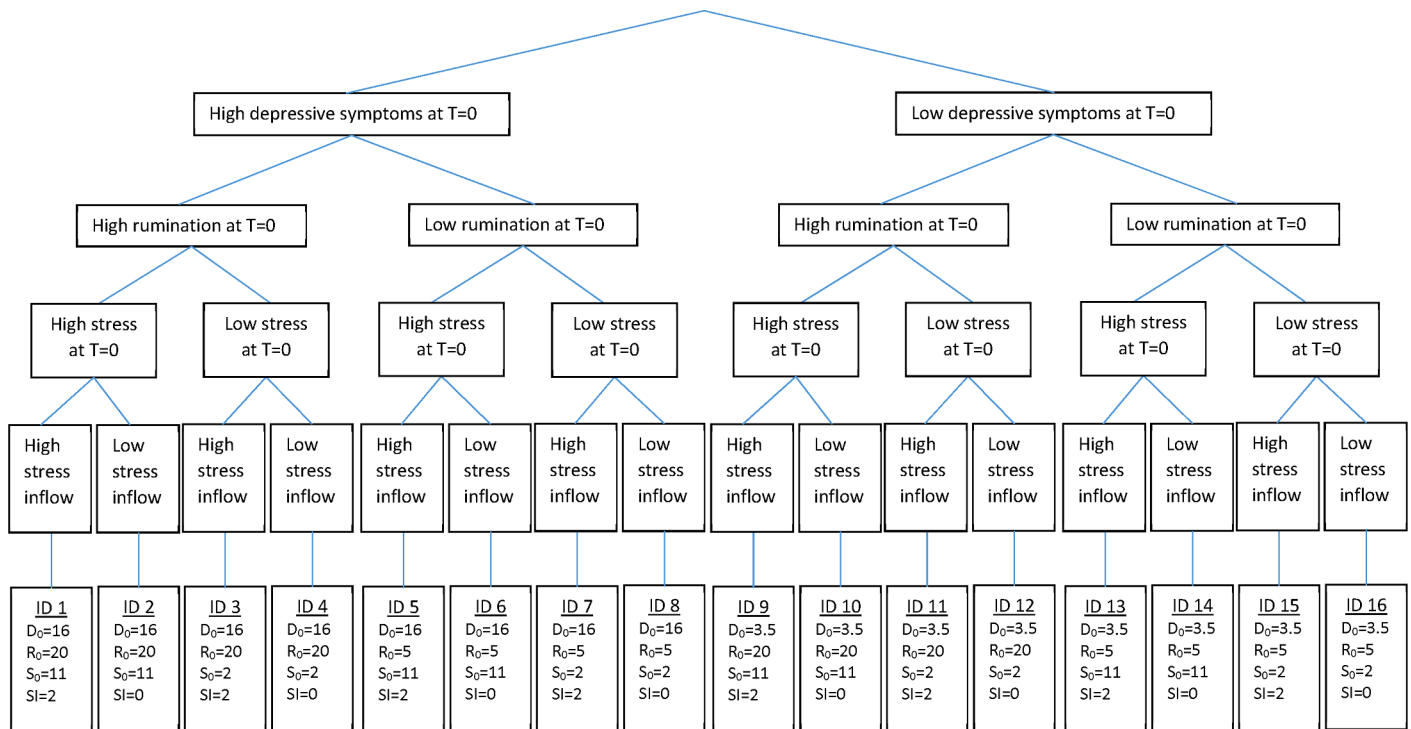 High depressive symptoms at T=0
Low depressive symptoms at T=0
High rumination at T=0
Low rumination at T=0
High rumination at T=0
Low rumination at T=0
High stress
at T=0
Low stress
at T=0
High stress
at T=0
Low stress
at T=0
High stress
at T=0
Low stress
at T=0
High stress
at T=0
Low stress
at T=0
High
stress
inflow
Low
stress
inflow
High
stress
inflow
Low
stress
inflow
High
stress
inflow
Low
stress
inflow
High
stress
inflow
Low
stress
inflow
High
stress
inflow
Low
stress
inflow
High
stress
inflow
Low
stress
inflow
High
stress
inflow
Low
stress
inflow
High
stress
inflow
Low
stress
inflow
ID 1
D₀=16
R₀=20
S₀=11
SI=2
ID 2
D₀=16
R₀=20
S₀=11
SI=0
ID 3
D₀=16
R₀=20
S₀=2
SI=2
ID 4
D₀=16
R₀=20
S₀=2
SI=0
ID 5
D₀=16
R₀=5
S₀=11
SI=2
ID 6
D₀=16
R₀=5
S₀=11
SI=0
ID 7
D₀=16
R₀=5
S₀=2
SI=2
ID 8
D₀=16
R₀=5
S₀=2
SI=0
ID 9
D₀=3.5
R₀=20
S₀=11
SI=2
ID 10
D₀=3.5
R₀=20
S₀=11
SI=0
ID 11
D₀=3.5
R₀=20
S₀=2
SI=2
ID 12
D₀=3.5
R₀=20
S₀=2
SI=0
ID 13
D₀=3.5
R₀=5
S₀=11
SI=2
ID 14
D₀=3.5
R₀=5
S₀=11
SI=0
ID 15
D₀=3.5
R₀=5
S₀=2
SI=2
ID 16
D₀=3.5
R₀=5
S₀=2
SI=0